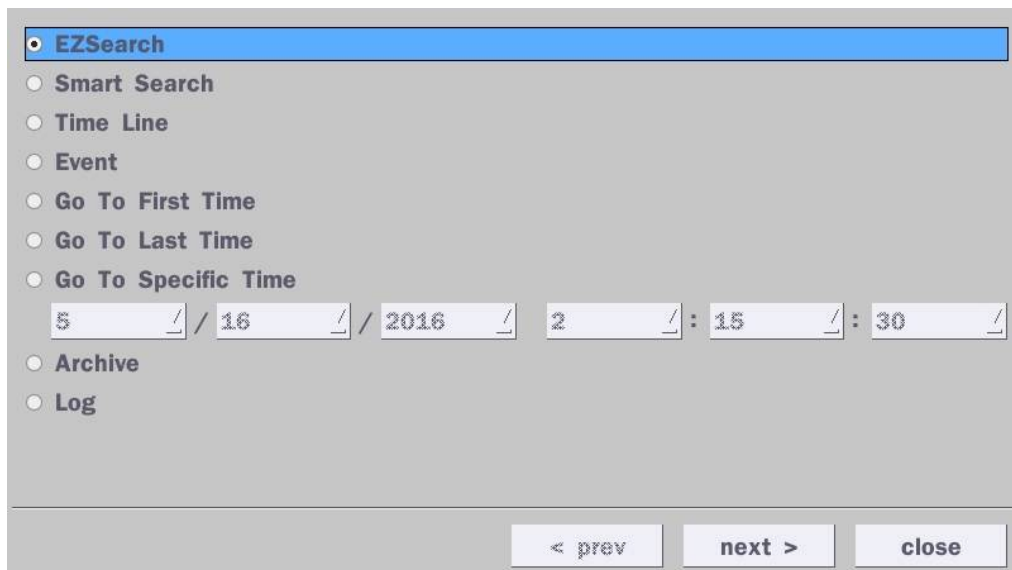 EZSearch
Smart Search
Time Line
Event
Go To First Time
Go To Last Time
Go To Specific Time
5 / 16 / 2016 2 : 15 : 30
Archive
Log
< prev next > close